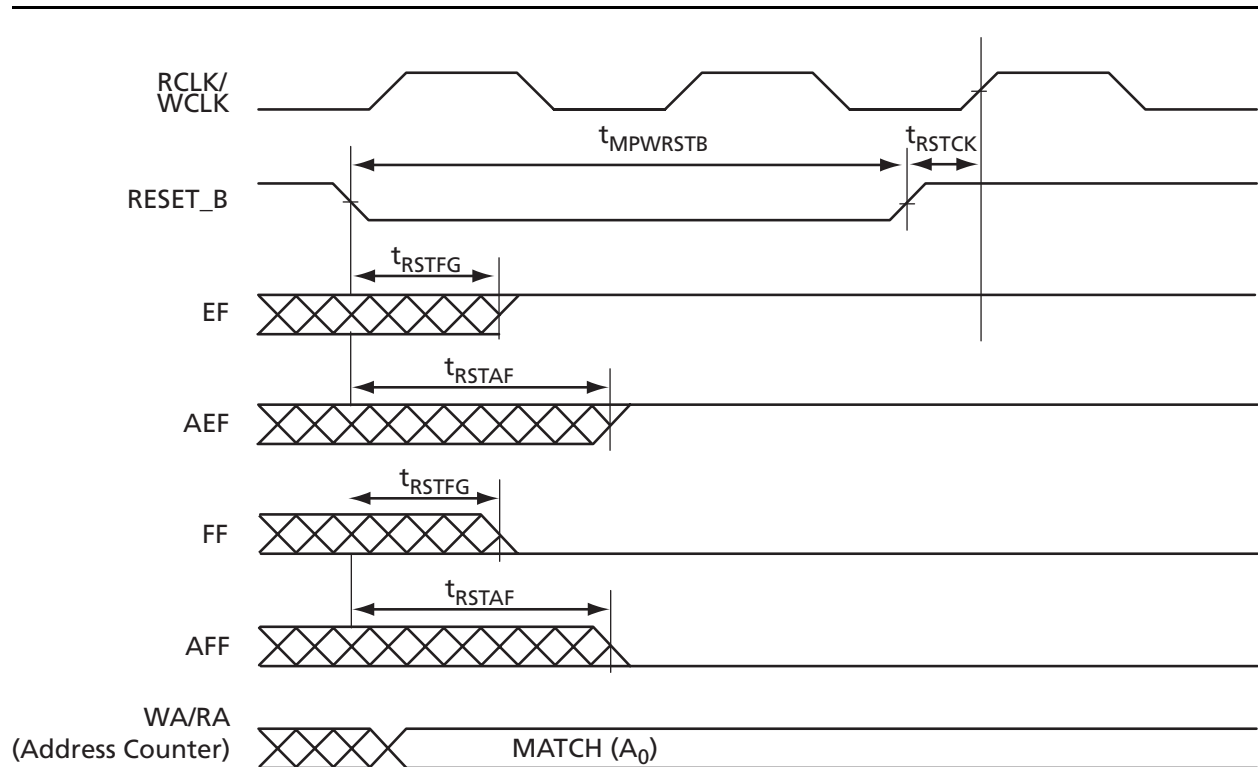 RCLK/
WCLK
tMPWRSTB
tRSTCK
RESET_B
tRSTFG
EF
tRSTAF
AEF
tRSTFG
FF
tRSTAF
AFF
WA/RA
(Address Counter)
MATCH (A0)